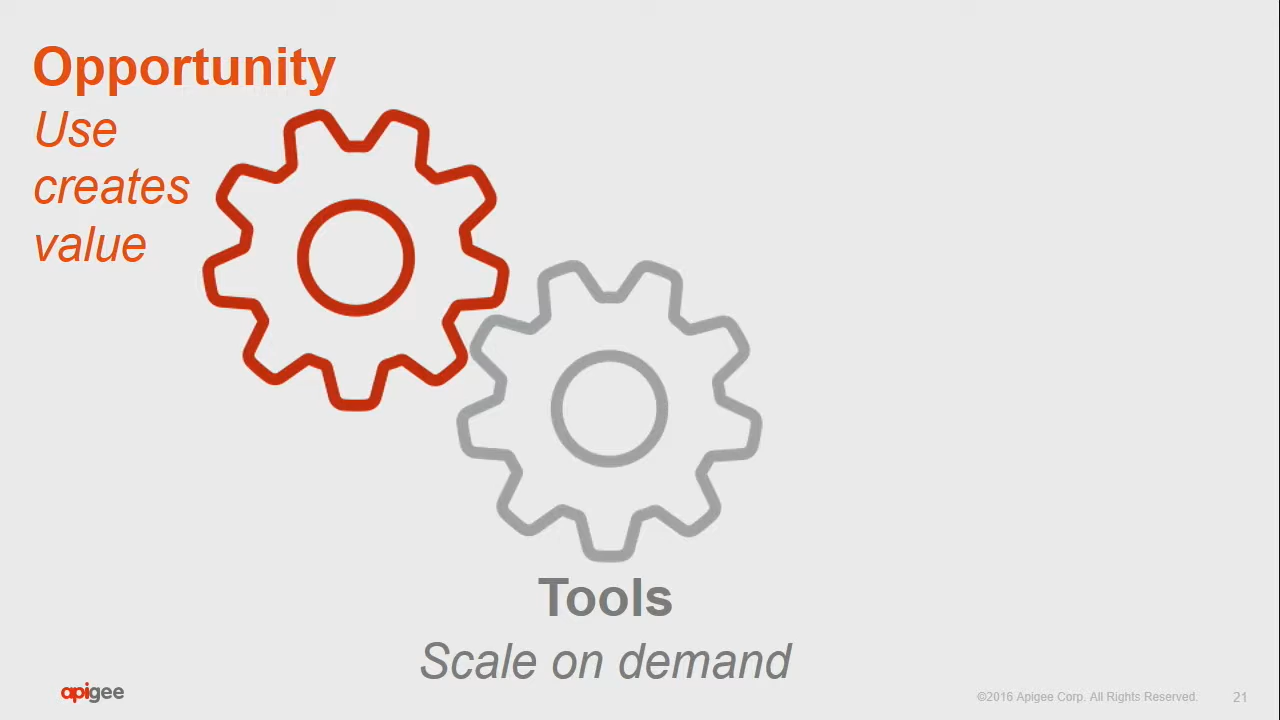 Opportunity
Use
creates
value
Tools
Scale on demand
apigee
©2016 Apigee Corp. All Rights Reserved.
21